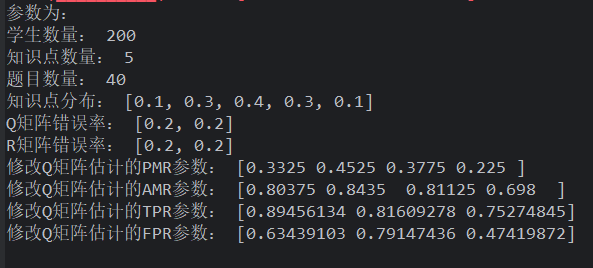 参数为:
学生数量: 200
知识点数量: 5
题目数量: 40
知识点分布: [0.1, 0.3, 0.4, 0.3, 0.1]
Q矩阵错误率: [0.2, 0.2]
R矩阵错误率: [0.2, 0.2]
修改Q矩阵估计的PMR参数: [0.3325 0.4525 0.3775 0.225 ]
修改Q矩阵估计的AMR参数: [0.80375 0.8435  0.81125 0.698  ]
修改Q矩阵估计的TPR参数: [0.89456134 0.81609278 0.75274845]
修改Q矩阵估计的FPR参数: [0.63439103 0.79147436 0.47419872]